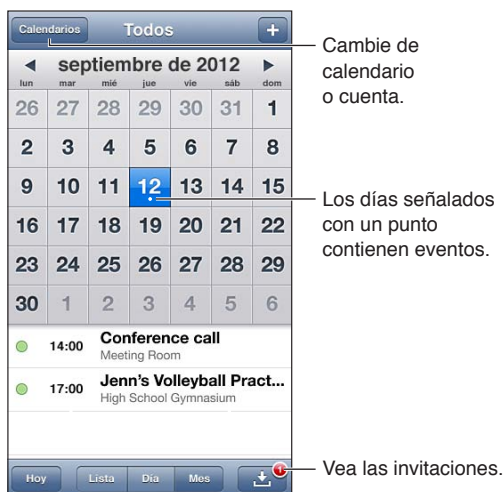 Calendarios Todos +
Cambie de
calendario
o cuenta.
septiembre de 2012
lun mar mié jue vie sáb dom
26 27 28 29 30 31 1
2 3 4 5 6 7 8
9 10 11 12 13 14 15
Los días señalados
con un punto
contienen eventos.
16 17 18 19 20 21 22
23 24 25 26 27 28 29
30 1 2 3 4 5 6
14:00 Conference call
Meeting Room
17:00 Jenn’s Volleyball Pract...
High School Gymnasium
Hoy Lista Día Mes 1
Vea las invitaciones.